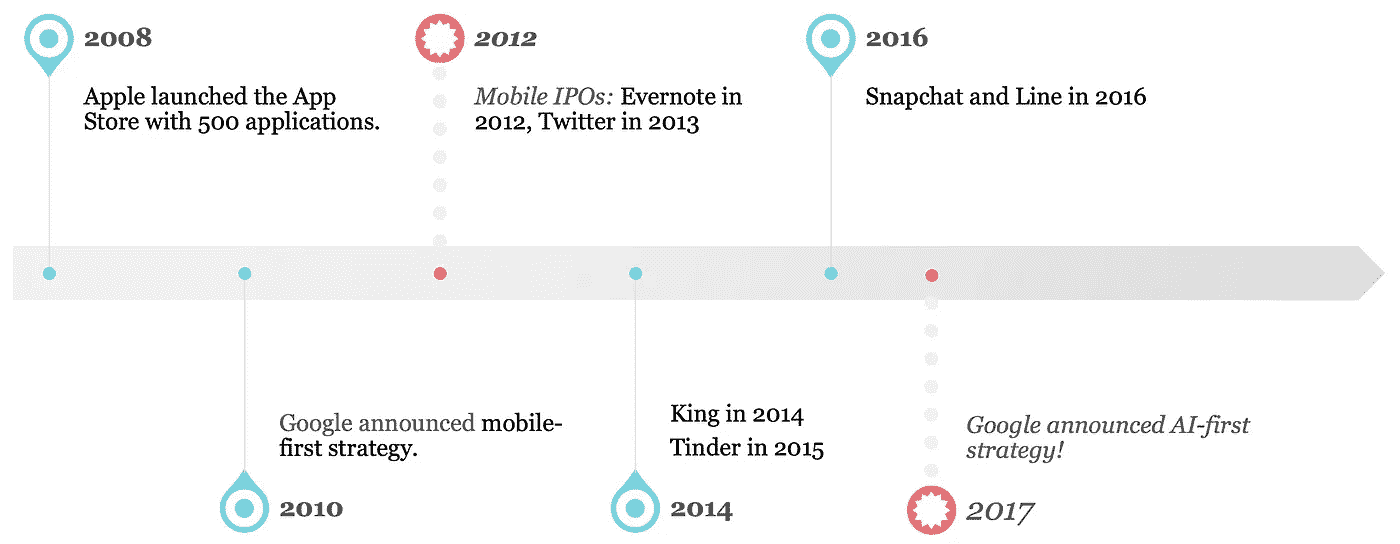 2008
Apple launched the App
Store with 500 applications.
2012
Mobile IPOs: Evernote in
2012, Twitter in 2013
2016
Snapchat and Line in 2016
Google announced mobile-
first strategy.
2010
King in 2014
Tinder in 2015
2014
Google announced AI-first
strategy!
2017